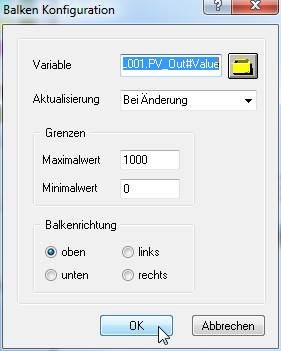 Balken Konfiguration
Variable _001.PV_Out#Value
Aktualisierung Bei Änderung
Grenzen
Maximalwert 1000
Minimalwert 0
Balkenrichtung
oben links
unten rechts
OK Abbrechen